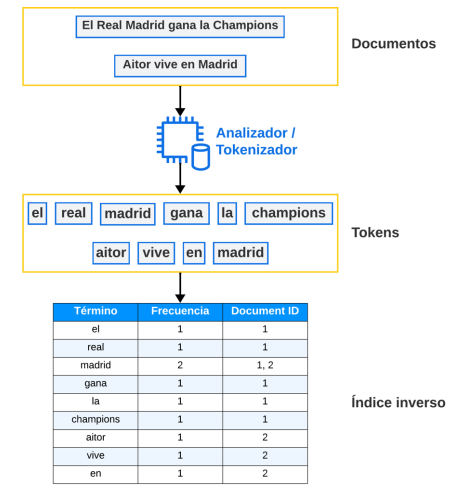 El Real Madrid gana la Champions
Documentos
Aitor vive en Madrid
Analizador /
Tokenizador
el real madrid gana la champions
Tokens
aitor vive en madrid
Término Frecuencia Document ID
el 1 1
real 1 1
madrid 2 1, 2
gana 1 1
la 1 1
Índice inverso
champions 1 1
aitor 1 2
vive 1 2
en 1 2